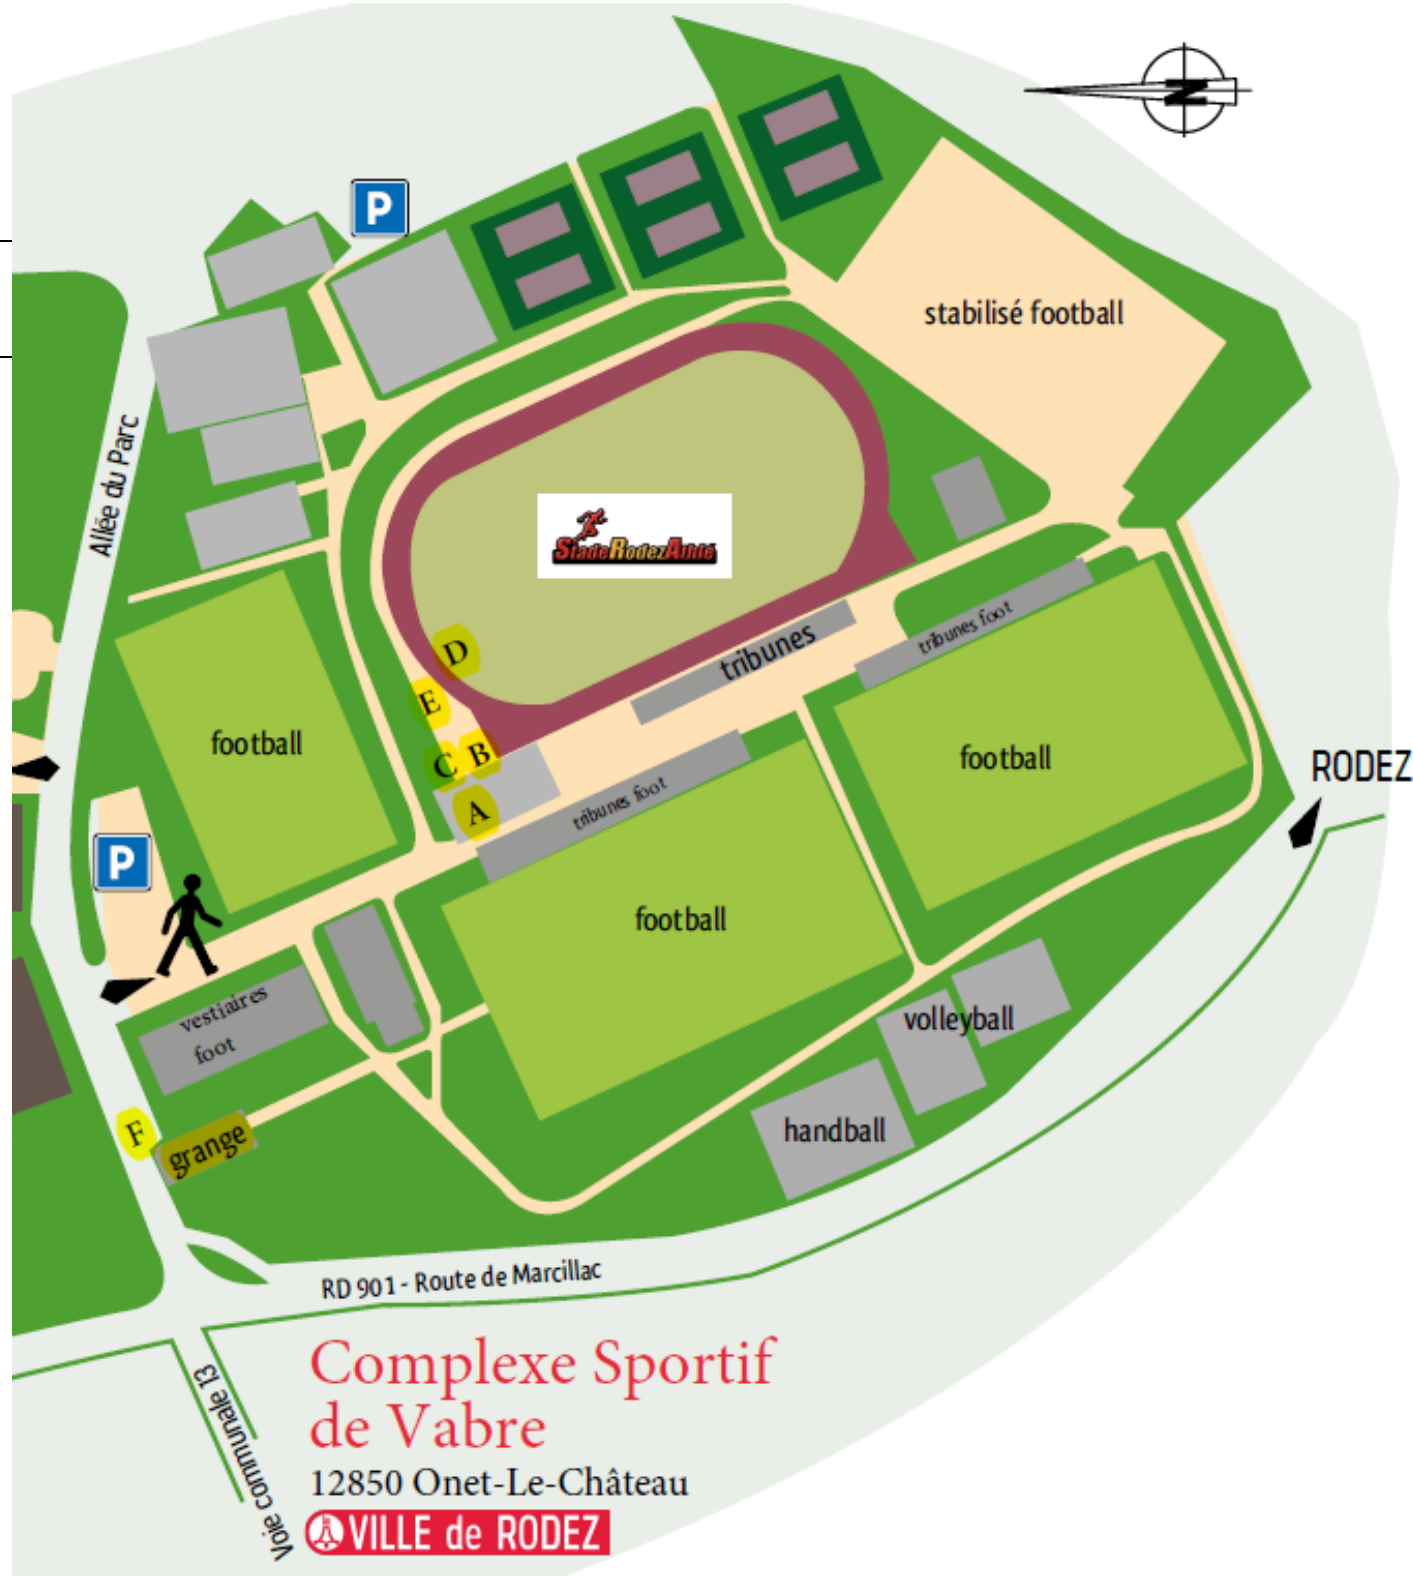 N
P
stabilisé football
Allée du Parc
StadeRodezAthlé
D
tribunes foot
tribunes
E
football
B
C
football
RODEZ
A
tribunes foot
P
football
vestiaires
foot
volleyball
F
grange
handball
RD 901 - Route de Marcillac
Voie communale 13
Complexe Sportif
de Vabre
12850 Onet-Le-Château
VILLE de RODEZ